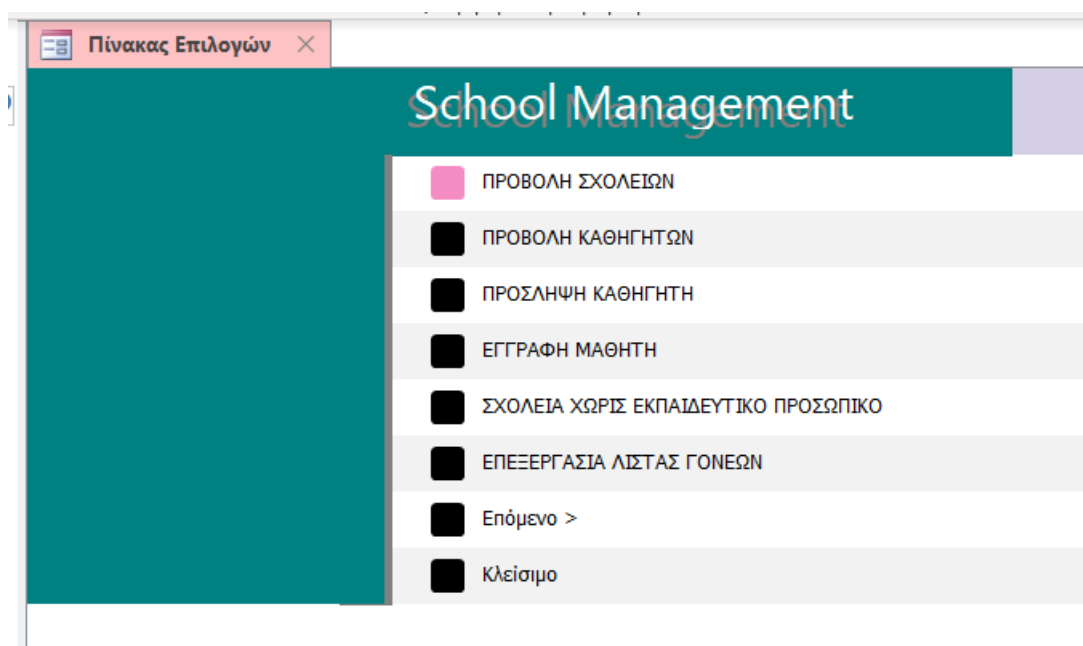 Πίνακας Επιλογών
School Management
ΠΡΟΒΟΛΗ ΣΧΟΛΕΙΩΝ
ΠΡΟΒΟΛΗ ΚΑΘΗΓΗΤΩΝ
ΠΡΟΣΛΗΨΗ ΚΑΘΗΓΗΤΗ
ΕΓΓΡΑΦΗ ΜΑΘΗΤΗ
ΣΧΟΛΕΙΑ ΧΩΡΙΣ ΕΚΠΑΙΔΕΥΤΙΚΟ ΠΡΟΣΩΠΙΚΟ
ΕΠΕΞΕΡΓΑΣΙΑ ΛΙΣΤΑΣ ΓΟΝΕΩΝ
Επόμενο >
Κλείσιμο